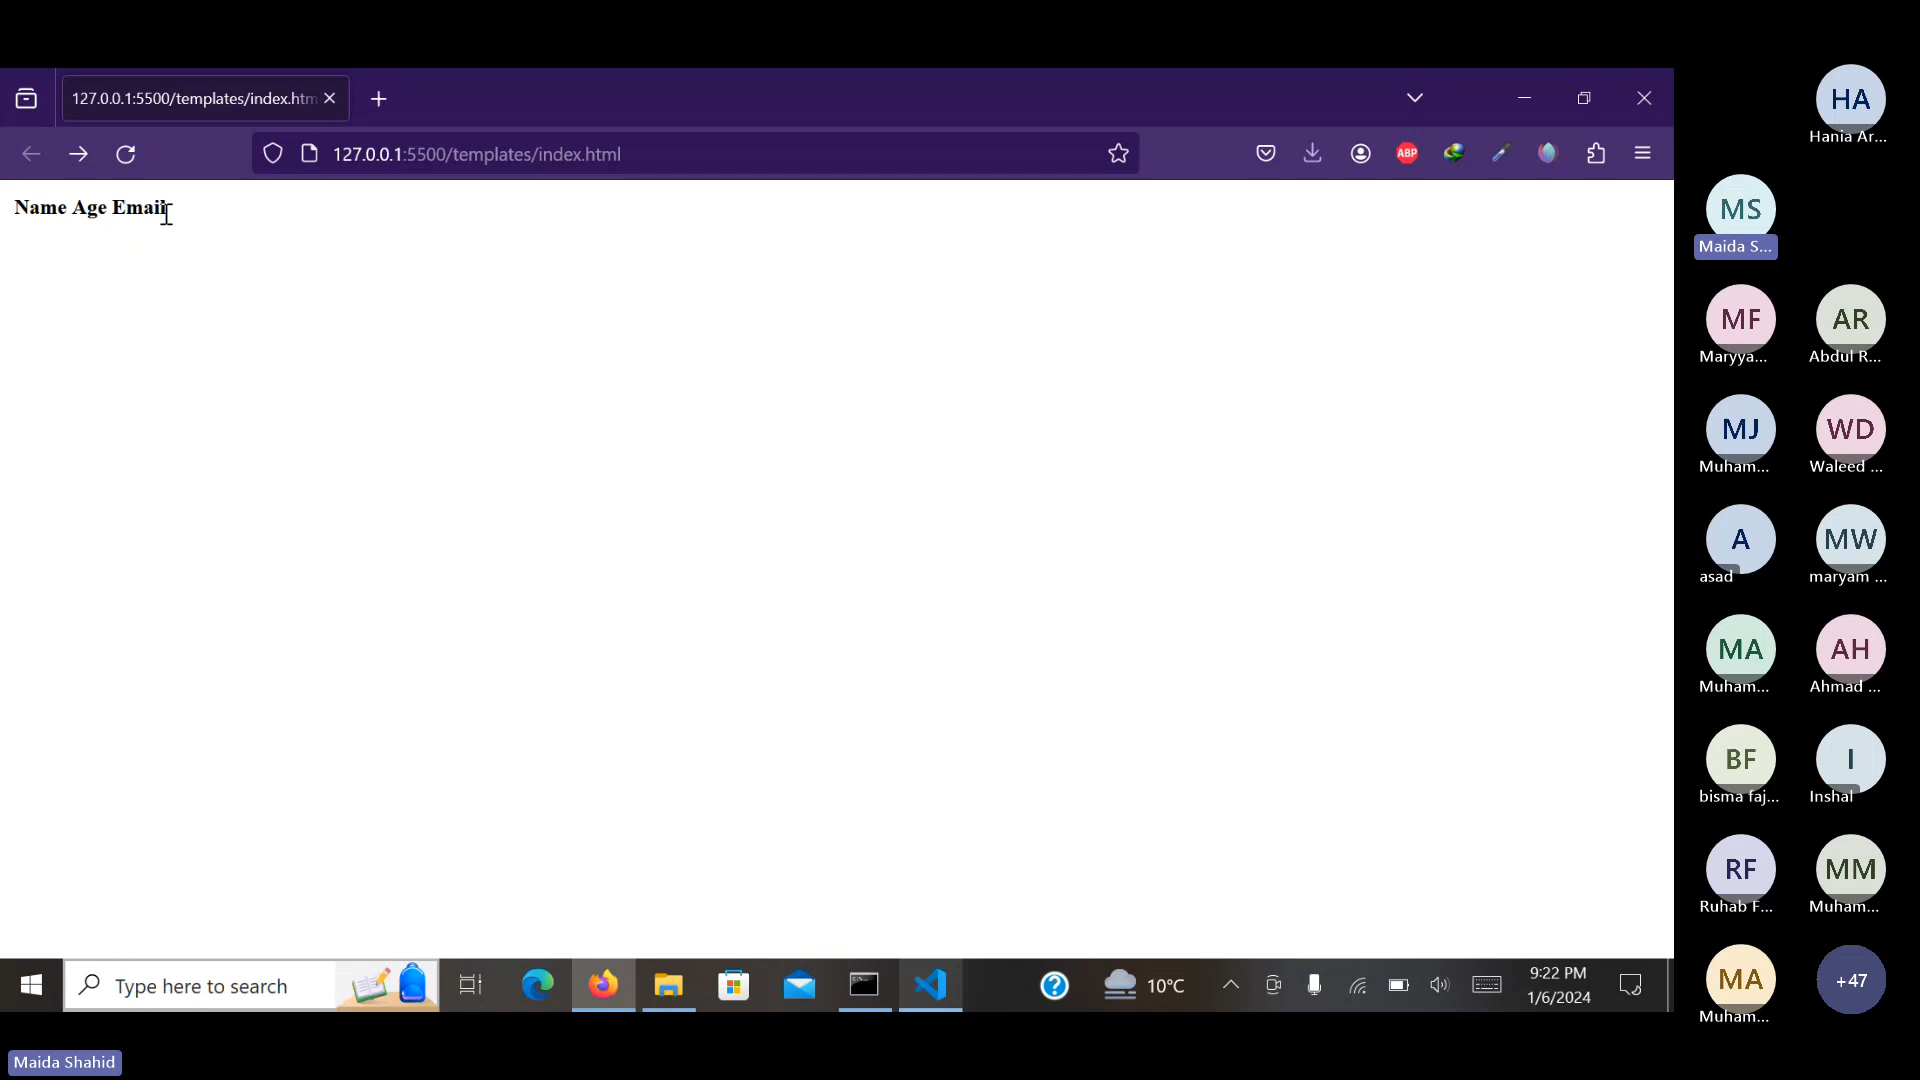 127.0.0.1:5500/templates/index.htm
127.0.0.1:5500/templates/index.html
ABP
Name Age Email
HA
Hania Ar...
MS
Maida S...
MF
Maryya...
AR
Abdul R...
MJ
Muham...
WD
Waleed ...
A
asad
MW
maryam ...
MA
Muham...
AH
Ahmad ...
BF
bisma faj...
I
Inshal
RF
Ruhab F...
MM
Muham...
MA
Muham...
+47
Type here to search
10°C
9:22 PM
1/6/2024
Maida Shahid